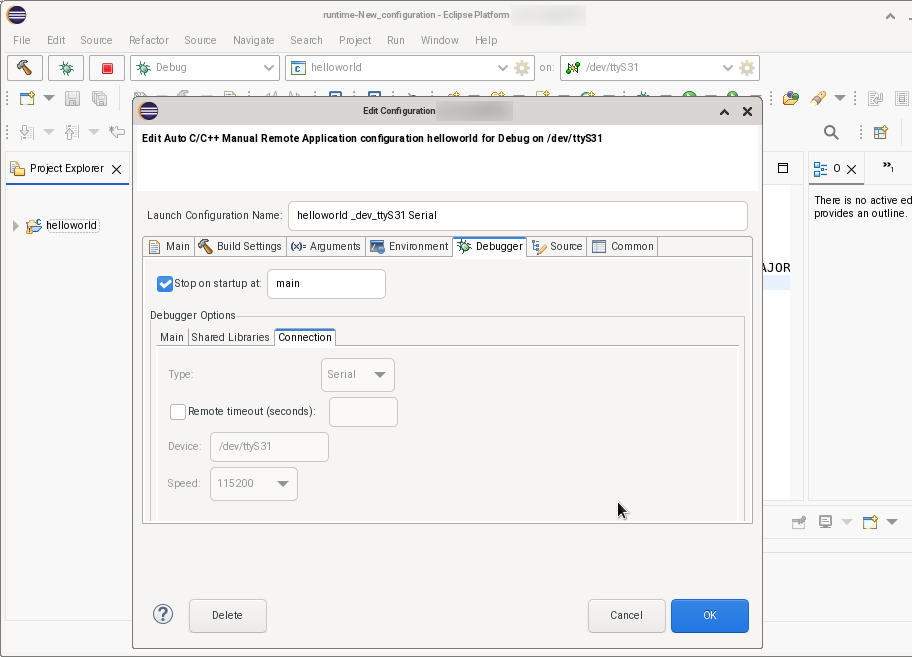 runtime-New_configuration - Eclipse Platform
File Edit Source Refactor Source Navigate Search Project Run Window Help
Debug helloworld on: /dev/ttyS31
Edit Configuration
Edit Auto C/C++ Manual Remote Application configuration helloworld for Debug on /dev/ttyS31
Project Explorer
O
There is no active ed
provides an outline.
helloworld
AJOR
Launch Configuration Name: helloworld _dev_ttyS31 Serial
Main Build Settings (x)= Arguments Environment Debugger Source Common
Stop on startup at: main
Debugger Options
Main Shared Libraries Connection
Type: Serial
Remote timeout (seconds):
Device: /dev/ttyS31
Speed: 115200
? Delete Cancel OK